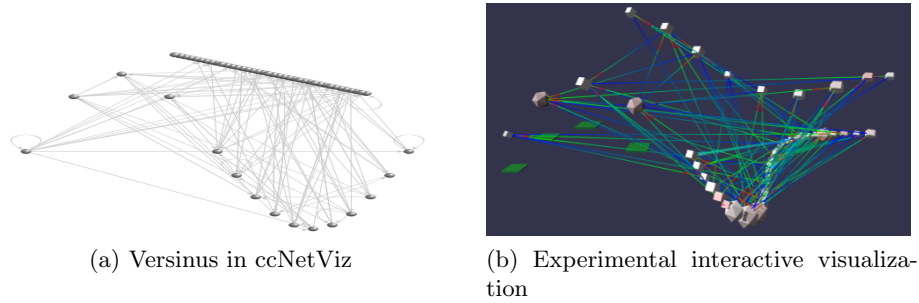 (a) Versinus in ccNetViz
(b) Experimental interactive visualiza-
tion